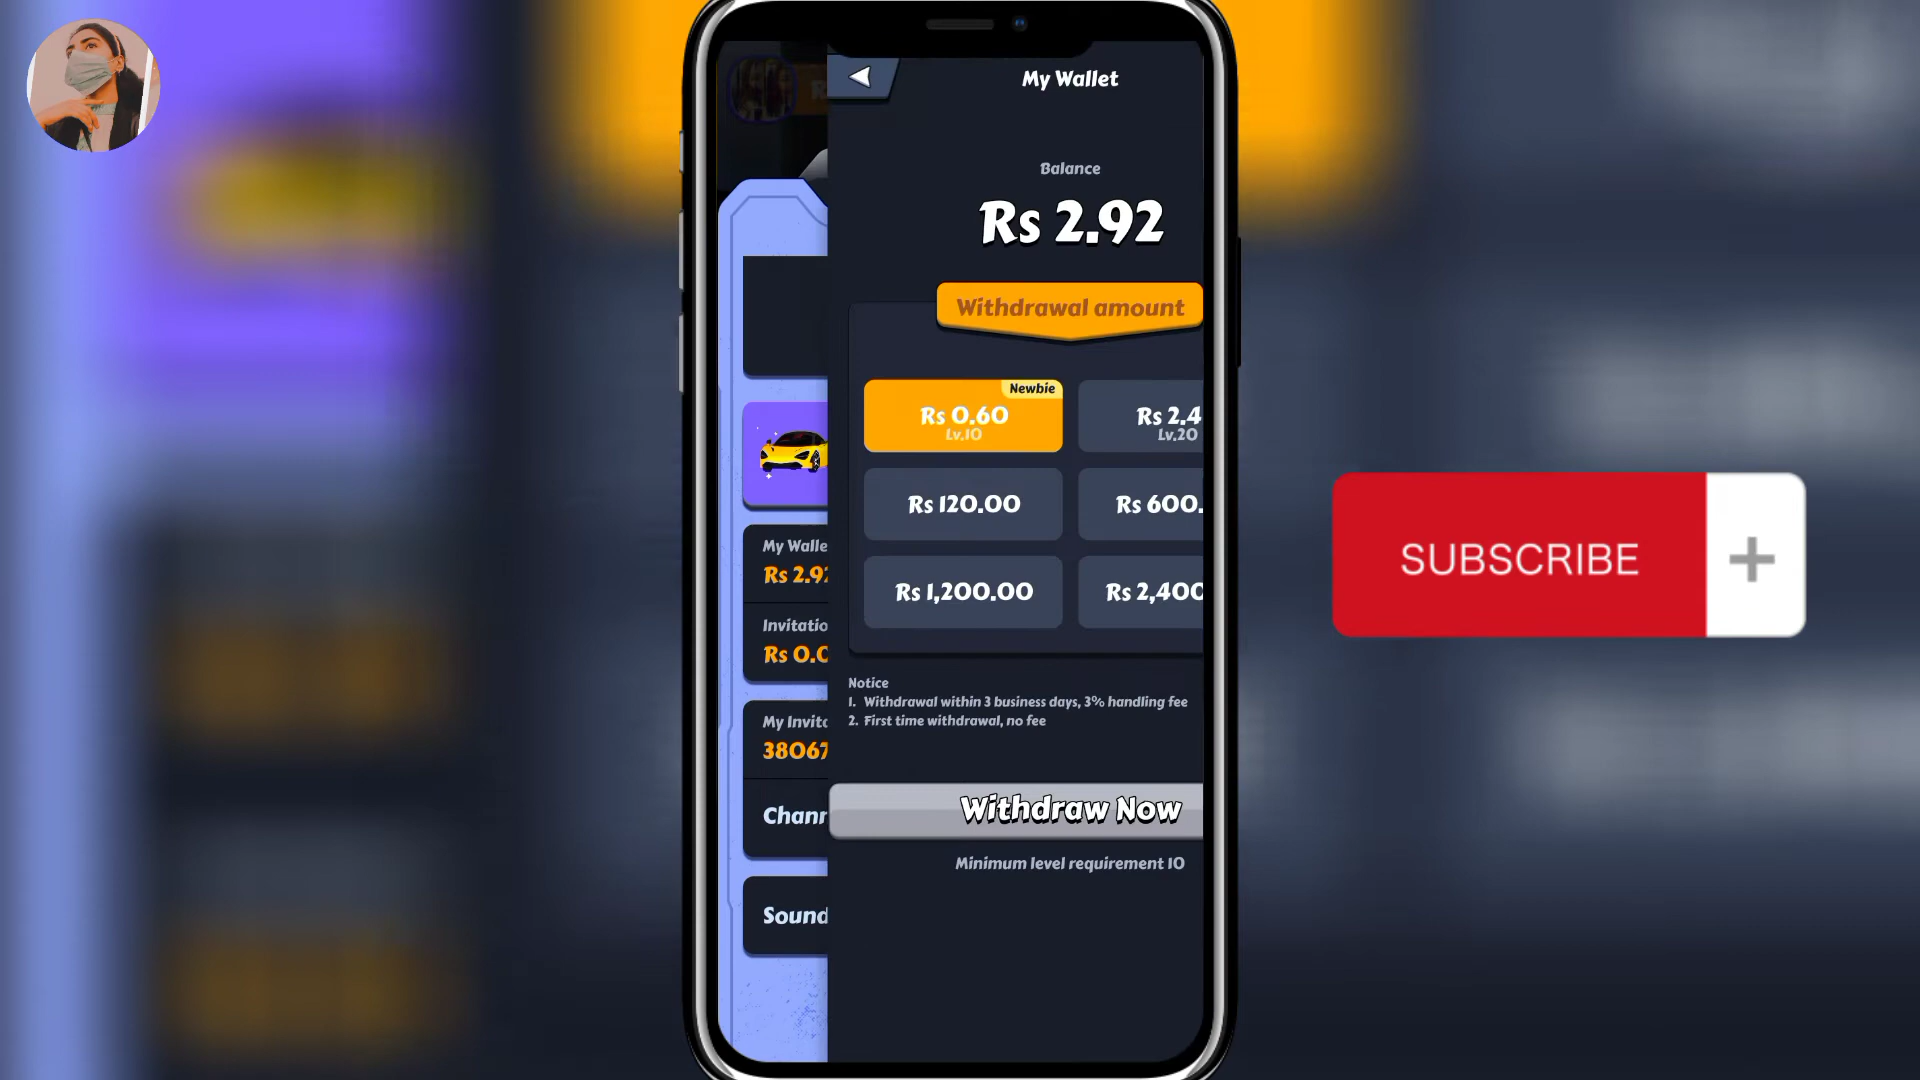 My Wallet
Balance
Rs 2.92
Withdrawal amount
Newbie
Rs 0.60
Lv.10
Rs 2.4
Lv.20
Rs 120.00
Rs 600.
Rs 1,200.00
Rs 2,400
Notice
1. Withdrawal within 3 business days, 3% handling fee
2. First time withdrawal, no fee
Withdraw Now
Minimum level requirement 10
My Walle
Rs 2.92
Invitatio
Rs 0.0
My Invita
38067
Chann
Sound
SUBSCRIBE +